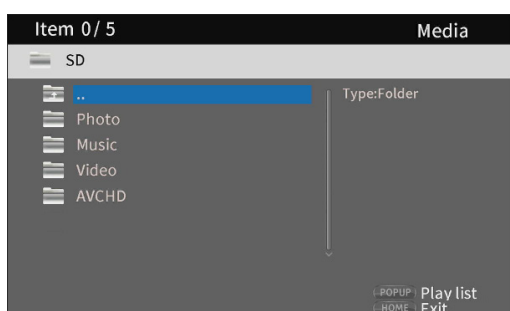 Item 0/ 5
Media
SD
..
Type:Folder
Photo
Music
Video
AVCHD
POPUP Play list
HOME Exit